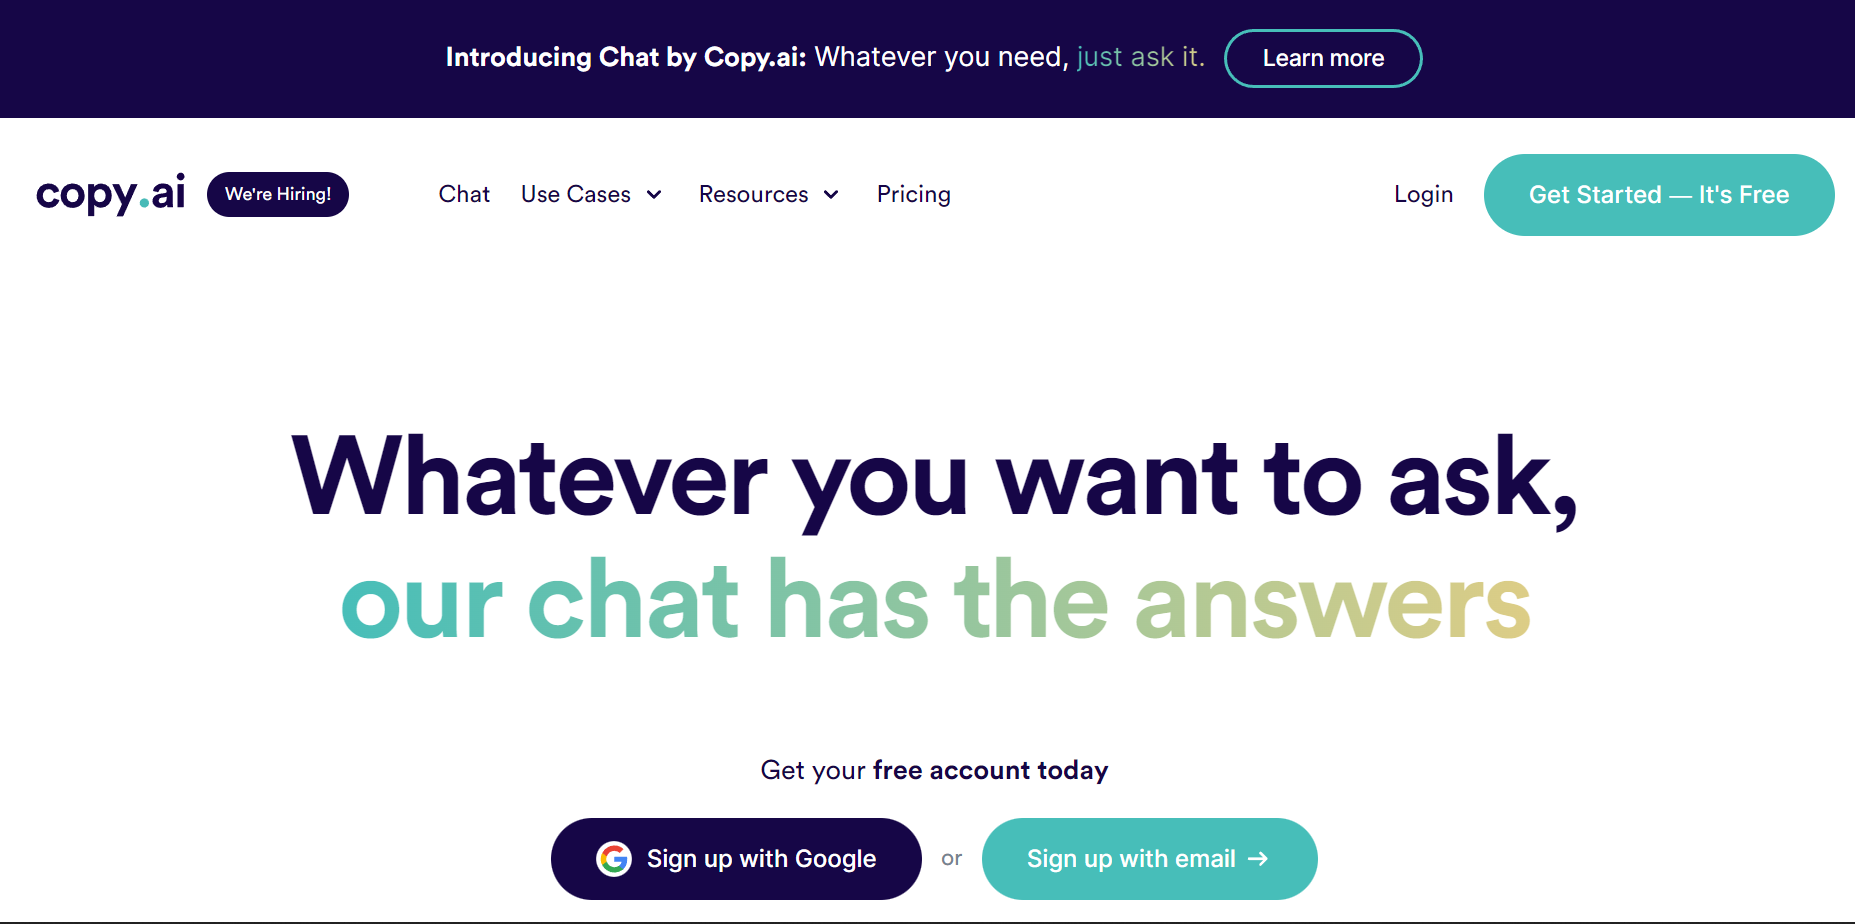 Introducing Chat by Copy.ai: Whatever you need, just ask it. Learn more
copy.ai We're Hiring! Chat Use Cases Resources Pricing Login Get Started — It's Free
Whatever you want to ask,
our chat has the answers
Get your free account today
Sign up with Google or Sign up with email →